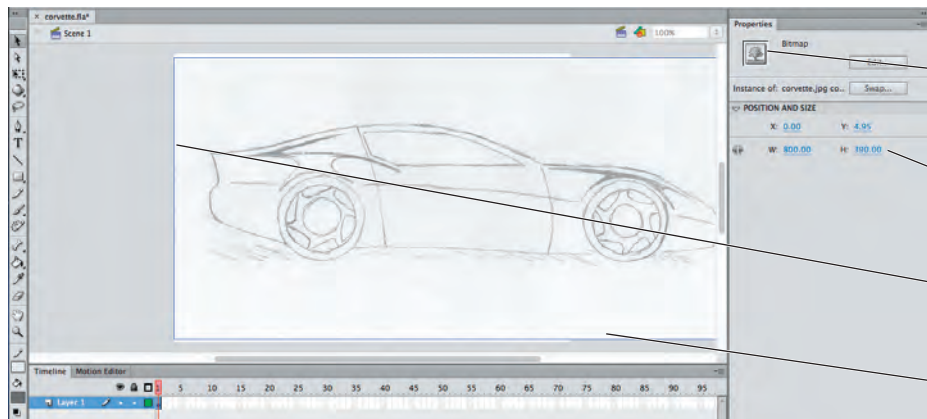 corvette.fla*
Scene 1
100%
Properties
Bitmap
Edit...
Instance of: corvette.jpg co..
Swap...
POSITION AND SIZE
X: 0.00 Y: 4.95
W: 800.00 H: 390.00
T
Timeline Motion Editor
1 5 10 15 20 25 30 35 40 45 50 55 60 65 70 75 80 85 90 95
Layer 1